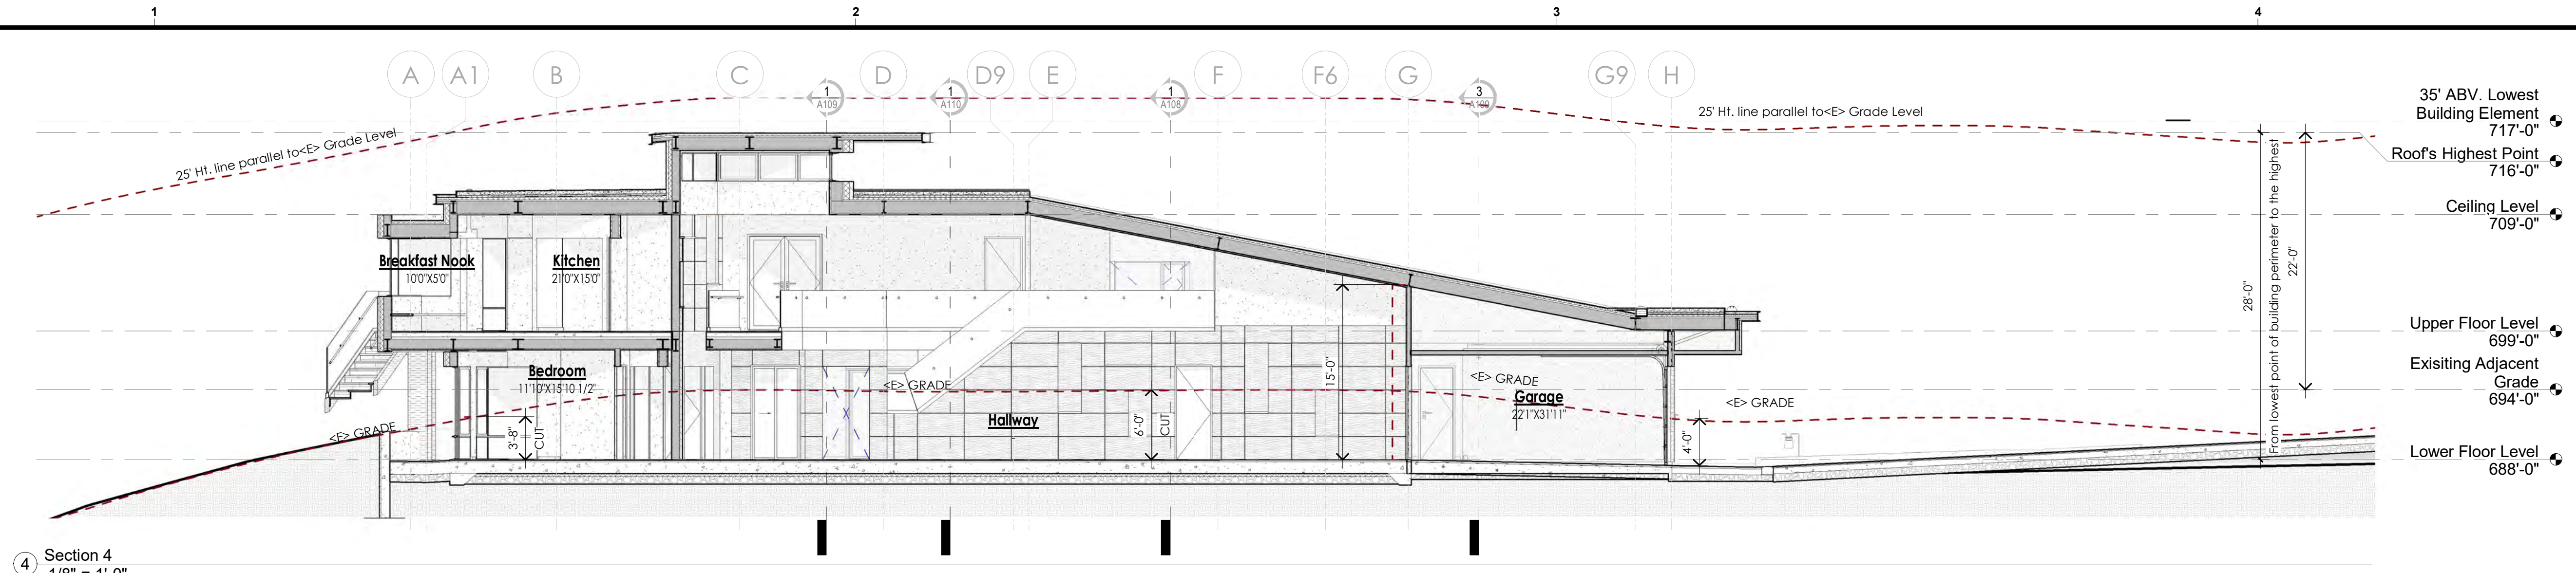 1
2
3
4
A
A1
B
C
D
D9
E
F
F6
G
G9
H
1
A109
1
A110
1
A108
3
A109
25' Ht. line parallel to<E> Grade Level
25' Ht. line parallel to<E> Grade Level
35' ABV. Lowest
Building Element
717'-0"
Roof's Highest Point
716'-0"
Ceiling Level
709'-0"
Upper Floor Level
699'-0"
Exisiting Adjacent
Grade
694'-0"
Lower Floor Level
688'-0"
28'-0"
From lowest point of building perimeter to the highest
22'-0"
Breakfast Nook
10'0"X5'0"
Kitchen
21'0"X15'0"
Bedroom
11'10"X15'10 1/2"
Hallway
Garage
22'1"X31'11"
<E> GRADE
<E> GRADE
<E> GRADE
<E> GRADE
3'-8"
CUT
6'-0"
CUT
15'-0"
4'-0"
4
Section 4
1/8" = 1'-0"